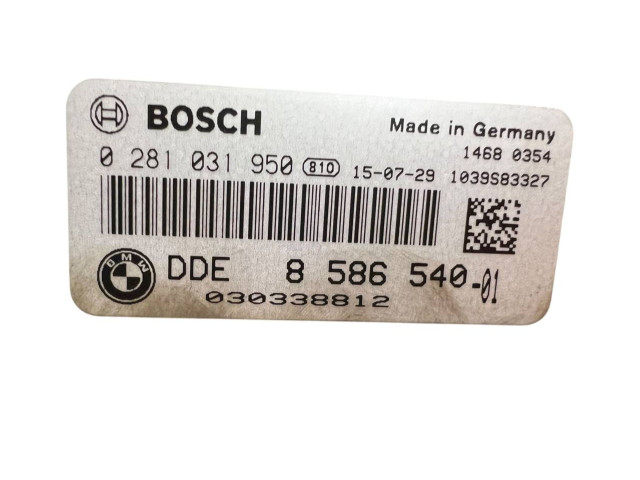 BOSCH
Made in Germany
1468 0354
0 281 031 950 810 15-07-29 1039S83327
BMW DDE 8 586 540-01
030338812